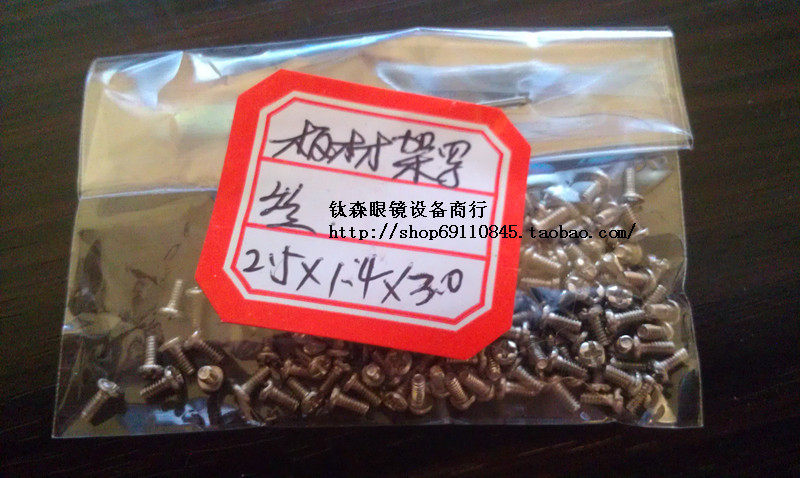 板材架罗
丝
钛森眼镜设备商行
http://shop69110845.taobao.com/
2.5×1.4×3.0